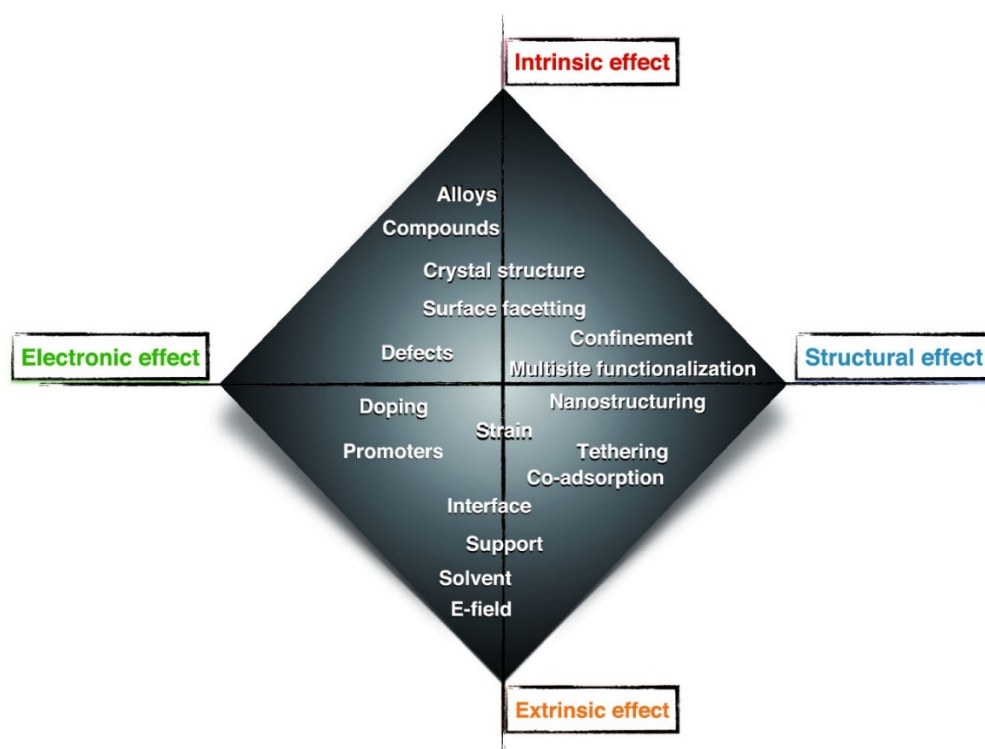 Intrinsic effect
Alloys
Compounds
Crystal structure
Surface facetting
Confinement
Defects
Electronic effect
Structural effect
Multisite functionalization
Doping
Nanostructuring
Strain
Promoters
Tethering
Co-adsorption
Interface
Support
Solvent
E-field
Extrinsic effect